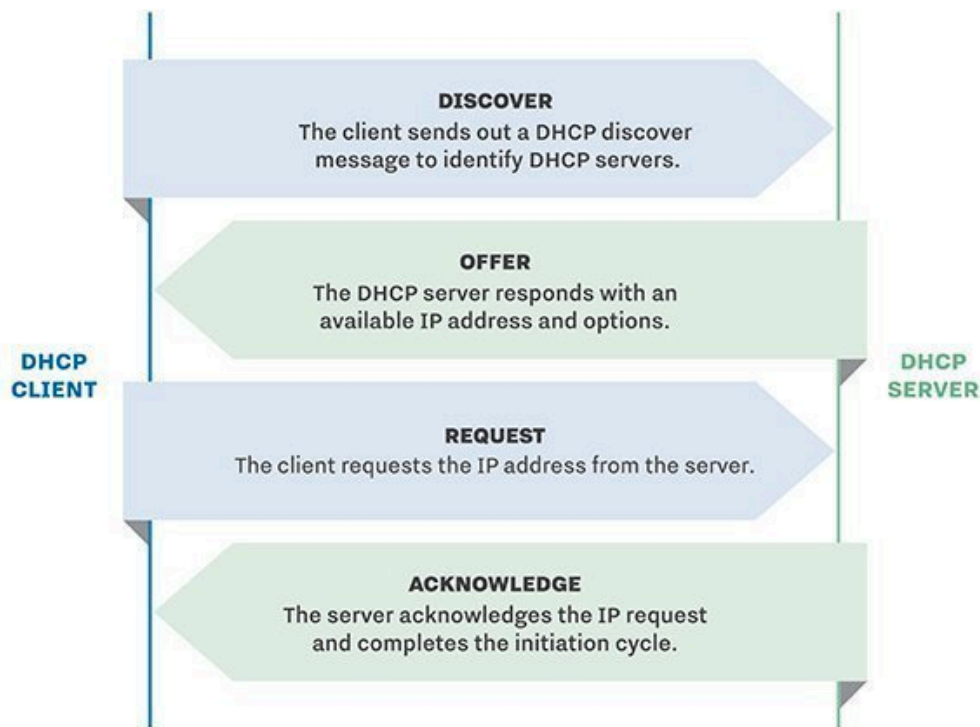 DISCOVER
The client sends out a DHCP discover
message to identify DHCP servers.
OFFER
The DHCP server responds with an
available IP address and options.
DHCP
CLIENT
DHCP
SERVER
REQUEST
The client requests the IP address from the server.
ACKNOWLEDGE
The server acknowledges the IP request
and completes the initiation cycle.